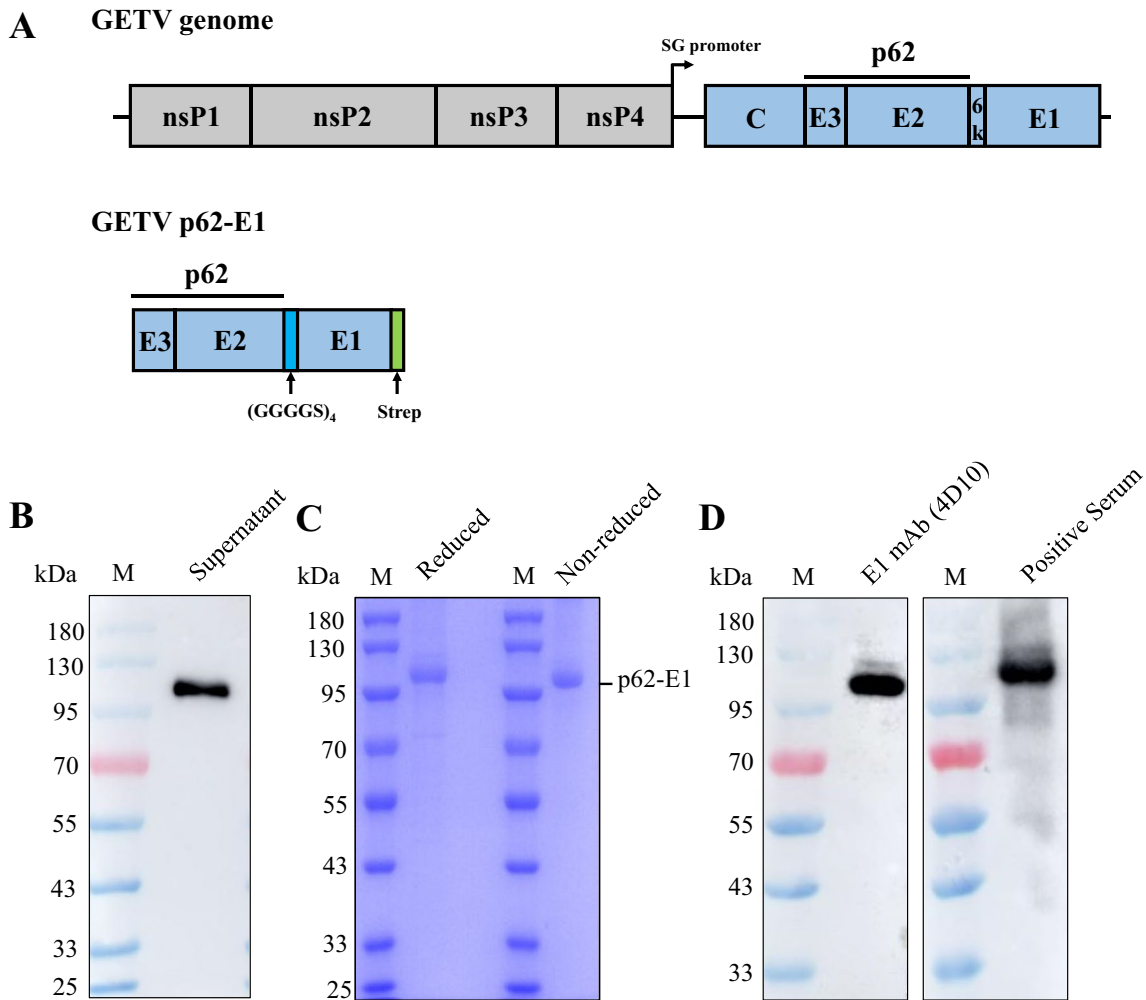 A
GETV genome
SG promoter
p62
nsP1 nsP2 nsP3 nsP4 C E3 E2 6k E1
GETV p62-E1
p62
E3 E2 E1
(GGGGS)4 Strep
B
kDa M Supernatant
180
130
95
70
55
43
33
25
C
kDa M Reduced M Non-reduced
180
130
95
70
55
43
33
25
p62-E1
D
kDa M E1 mAb (4D10) M Positive Serum
180
130
95
70
55
43
33